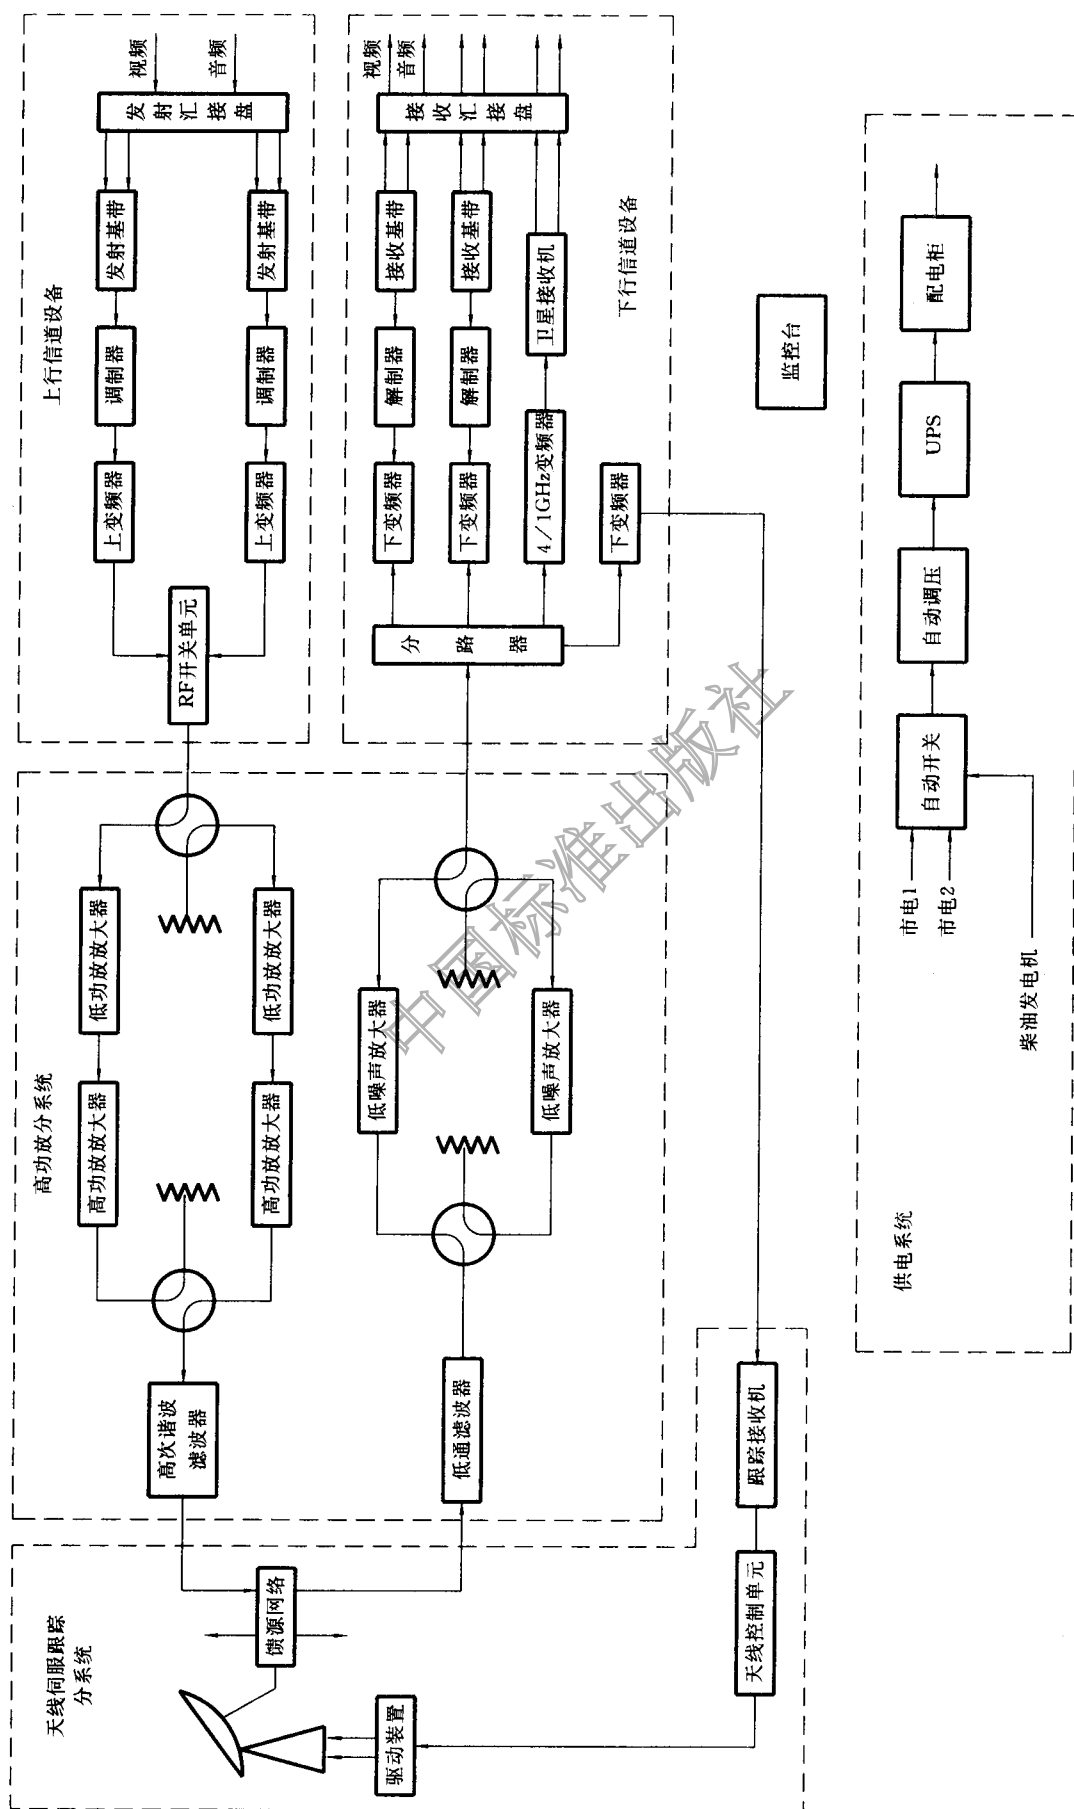 天线伺服跟踪
分系统
馈源网络
驱动装置
天线控制单元
跟踪接收机
高功放分系统
高次谐波
滤波器
高功放放大器
低功放放大器
高功放放大器
低功放放大器
低通滤波器
低噪声放大器
低噪声放大器
上行信道设备
RF开关单元
上变频器
调制器
发射基带
上变频器
调制器
发射基带
发射汇接盘
视频
音频
下行信道设备
分路器
下变频器
解制器
接收基带
下变频器
解制器
接收基带
4/1GHz变频器
卫星接收机
下变频器
接收汇接盘
视频
音频
监控台
供电系统
市电1
市电2
柴油发电机
自动开关
自动调压
UPS
配电柜
中国标准出版社